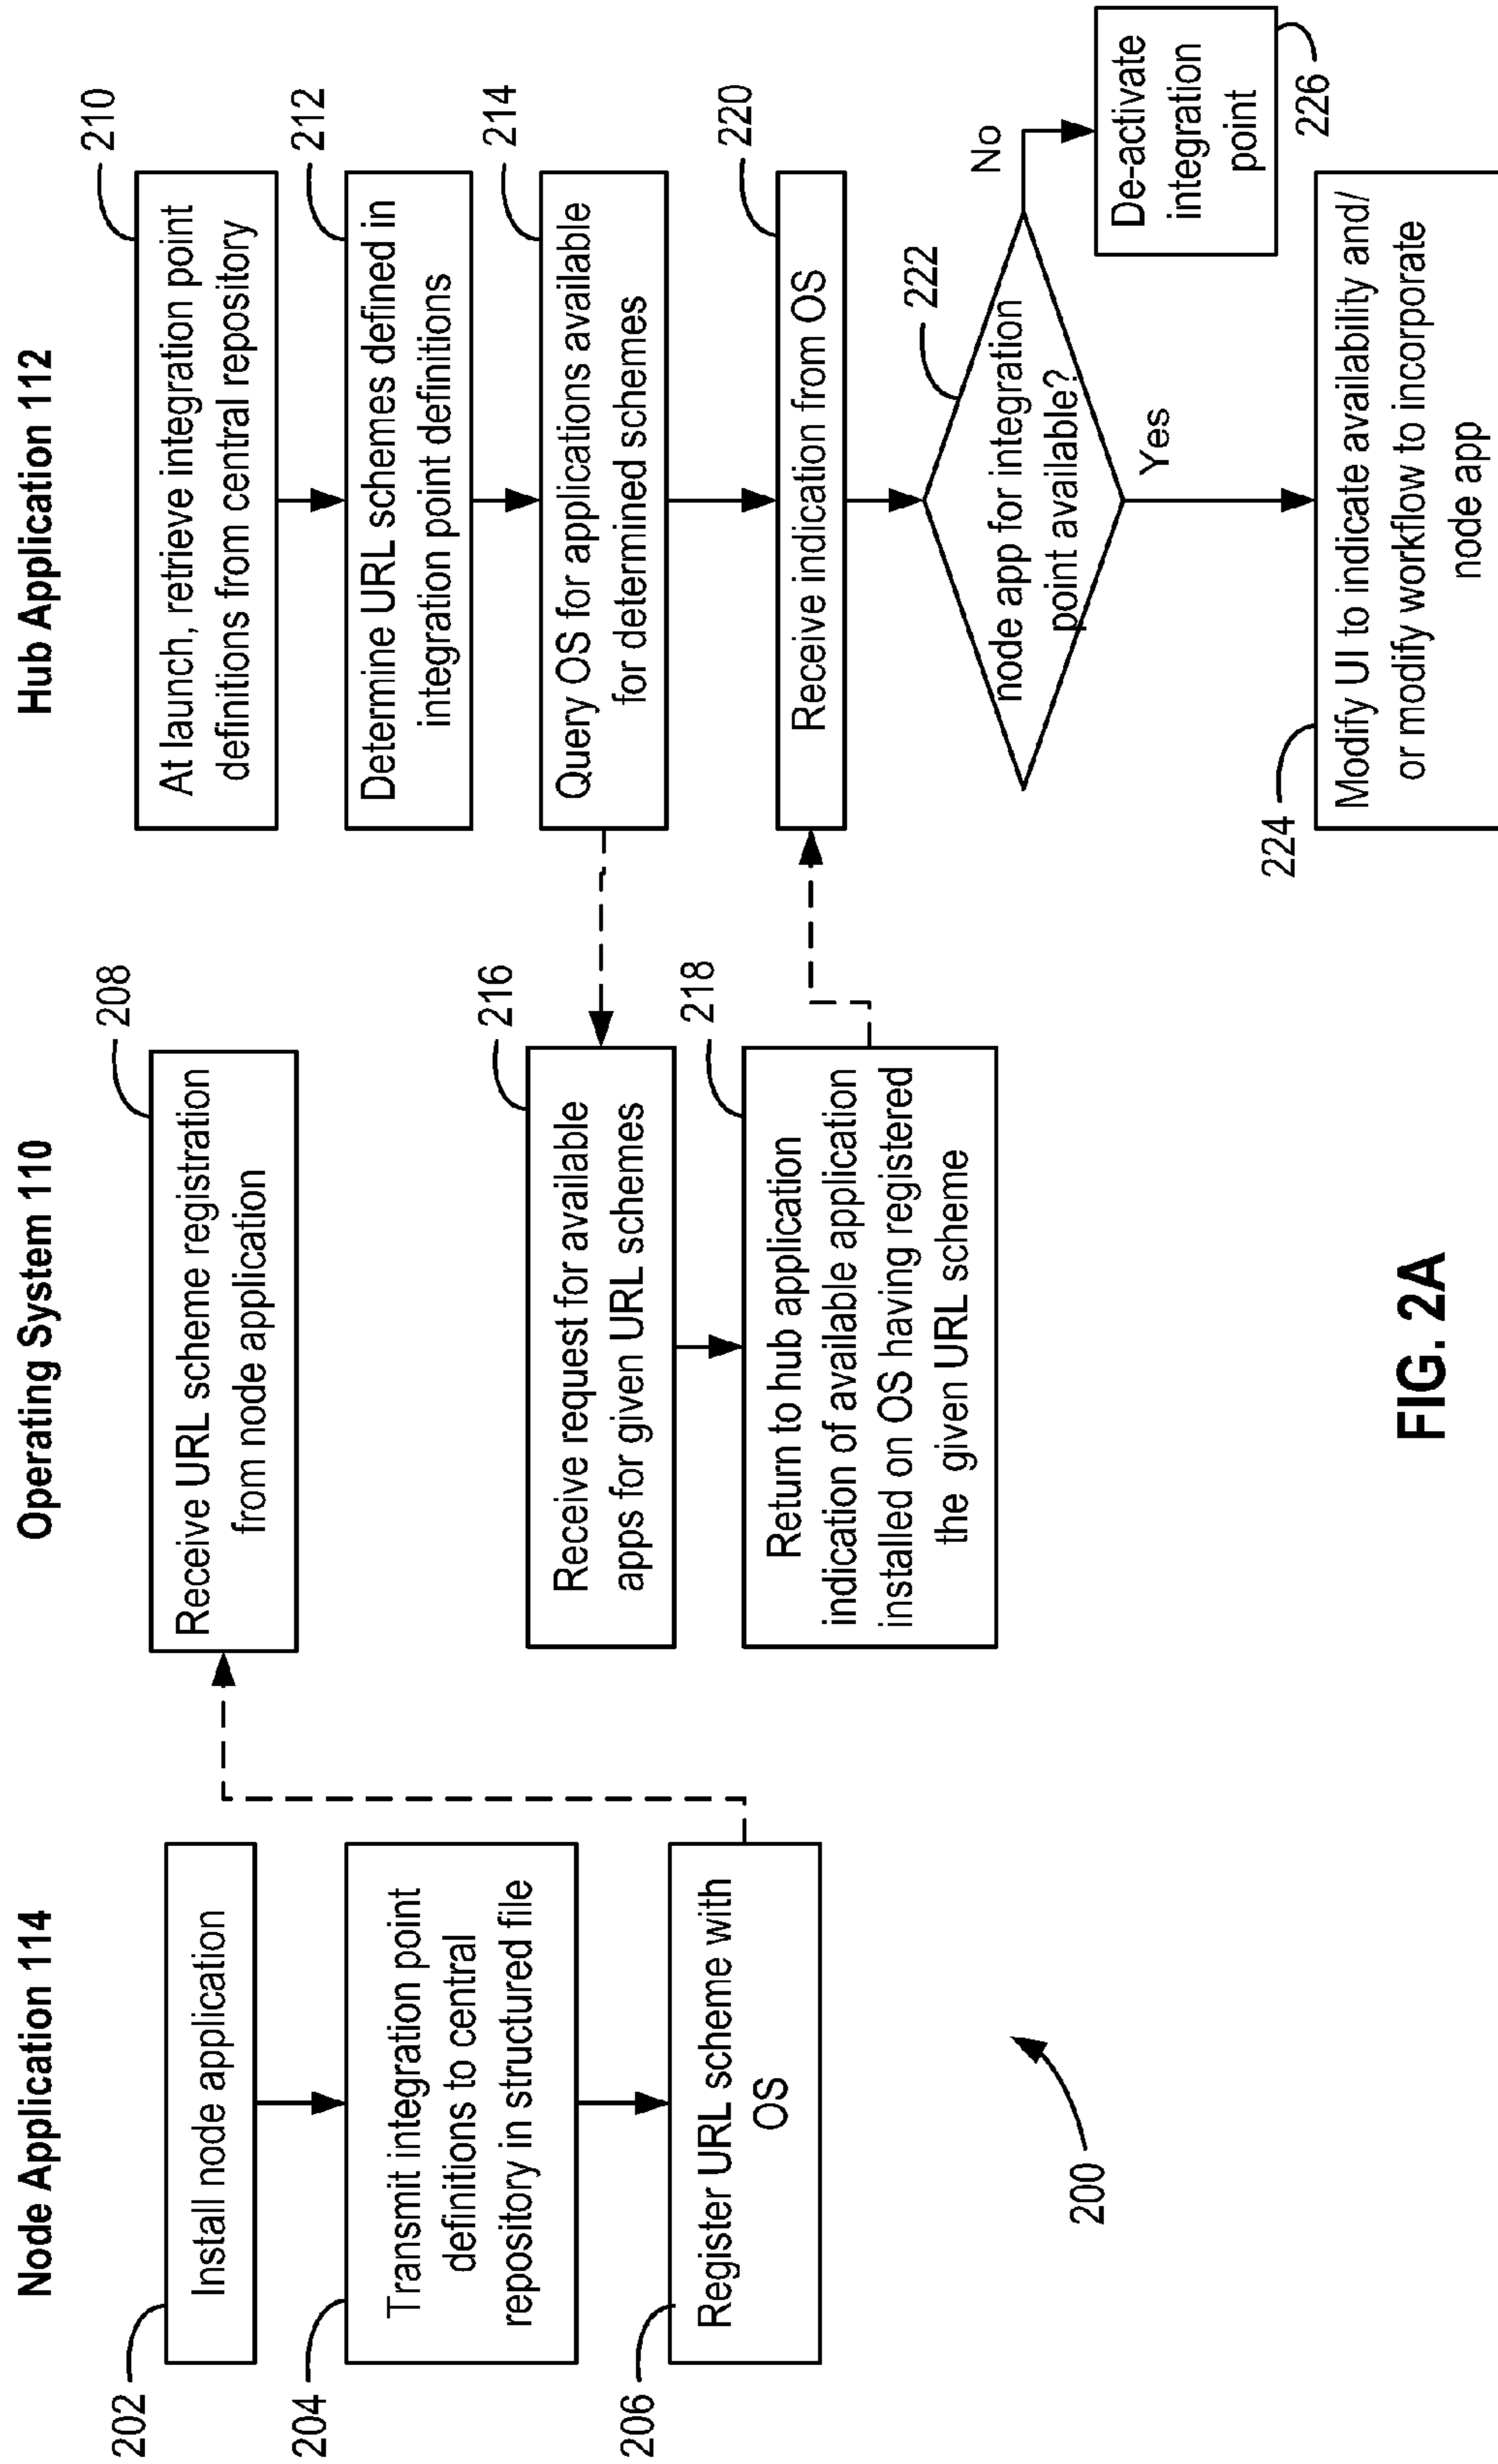 Node Application 114
202
Install node application
204
Transmit integration point
definitions to central
repository in structured file
206
Register URL scheme with
OS
200
Operating System 110
208
Receive URL scheme registration
from node application
216
Receive request for available
apps for given URL schemes
218
Return to hub application
indication of available application
installed on OS having registered
the given URL scheme
Hub Application 112
210
At launch, retrieve integration point
definitions from central repository
212
Determine URL schemes defined in
integration point definitions
214
Query OS for applications available
for determined schemes
220
Receive indication from OS
222
node app for integration
point available?
No
De-activate
integration
point
226
Yes
224
Modify UI to indicate availability and/
or modify workflow to incorporate
node app
FIG. 2A